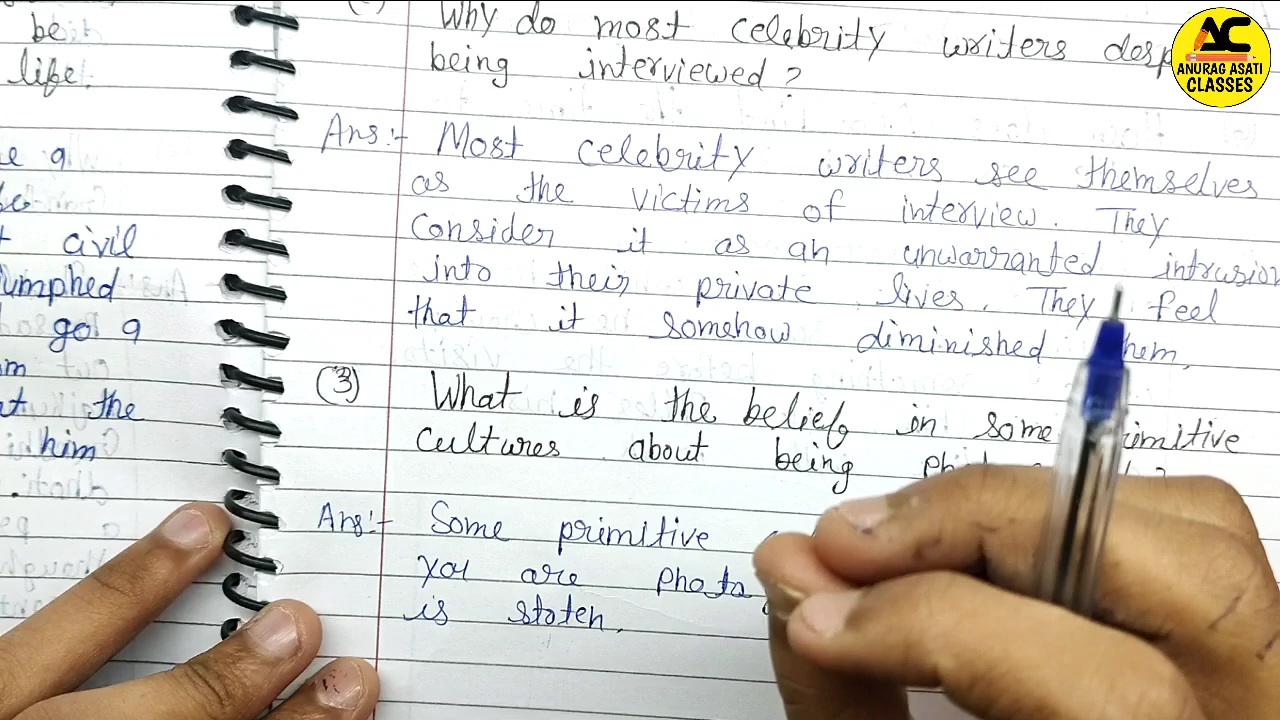 be
life.
civil
umphed
go a
the
him
Why do most celebrity writers desp
being interviewed?
Ans:- Most celebrity writers see themselves
as the victims of interview. They
Consider it as an unwarranted intrusion
into their private lives. They feel
that it somehow diminished them.
(3) What is the belief in some imitive
cultures about being
Ans:- Some primitive
you are Photo
is stolen.
AC
ANURAG ASATI
CLASSES